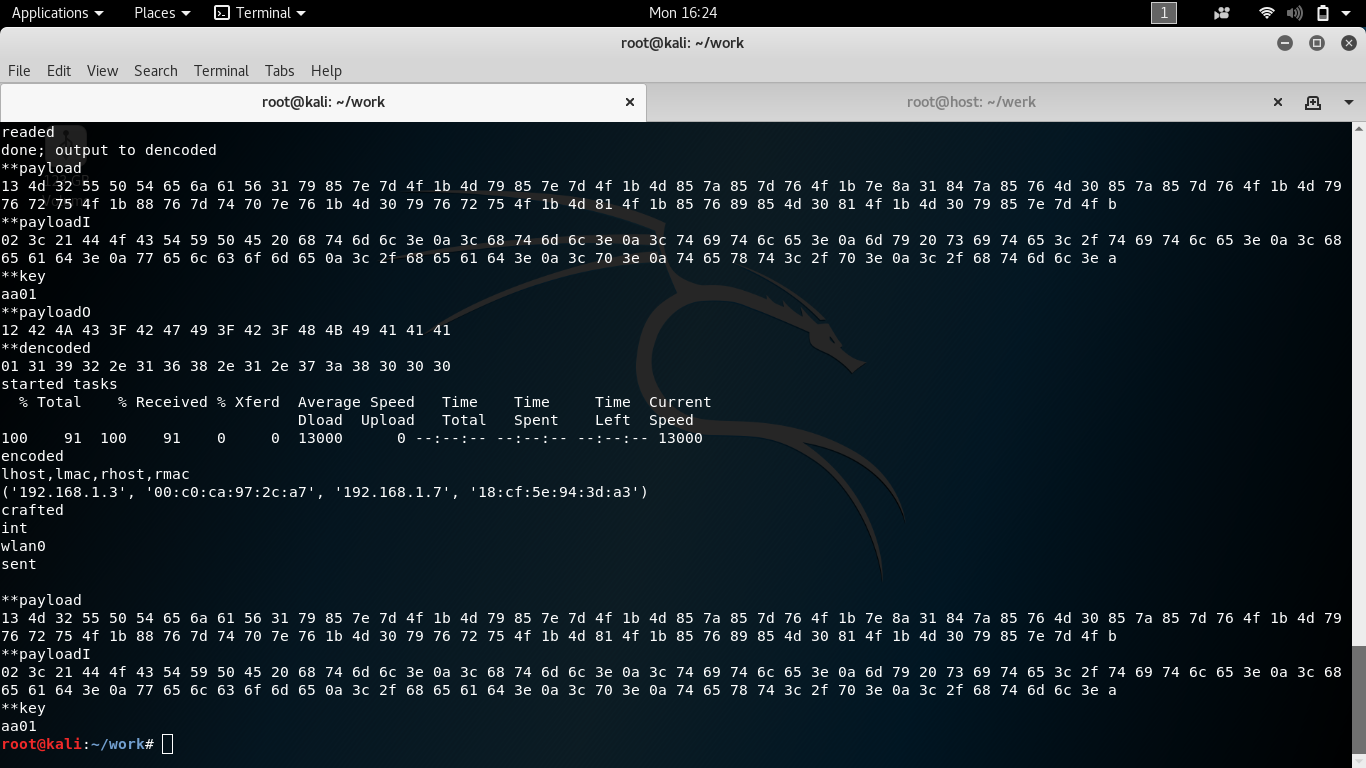 Applications Places Terminal Mon 16:24 1
root@kali: ~/work
File Edit View Search Terminal Tabs Help
root@kali: ~/work root@host: ~/werk
readed
done; output to dencoded
**payload
13 4d 32 55 50 54 65 6a 61 56 31 79 85 7e 7d 4f 1b 4d 79 85 7e 7d 4f 1b 4d 85 7a 85 7d 76 4f 1b 7e 8a 31 84 7a 85 76 4d 30 85 7a 85 7d 76 4f 1b 4d 79
76 72 75 4f 1b 88 76 7d 74 70 7e 76 1b 4d 30 79 76 72 75 4f 1b 4d 81 4f 1b 85 76 89 85 4d 30 81 4f 1b 4d 30 79 85 7e 7d 4f b
**payloadI
02 3c 21 44 4f 43 54 59 50 45 20 68 74 6d 6c 3e 0a 3c 68 74 6d 6c 3e 0a 3c 74 69 74 6c 65 3e 0a 6d 79 20 73 69 74 65 3c 2f 74 69 74 6c 65 3e 0a 3c 68
65 61 64 3e 0a 77 65 6c 63 6f 6d 65 0a 3c 2f 68 65 61 64 3e 0a 3c 70 3e 0a 74 65 78 74 3c 2f 70 3e 0a 3c 2f 68 74 6d 6c 3e a
**key
aa01
**payloadO
12 42 4A 43 3F 42 47 49 3F 42 3F 48 4B 49 41 41 41
**dencoded
01 31 39 32 2e 31 36 38 2e 31 2e 37 3a 38 30 30 30
started tasks
% Total % Received % Xferd Average Speed Time Time Time Current
Dload Upload Total Spent Left Speed
100 91 100 91 0 0 13000 0 --:--:-- --:--:-- --:--:-- 13000
encoded
lhost,lmac,rhost,rmac
('192.168.1.3', '00:c0:ca:97:2c:a7', '192.168.1.7', '18:cf:5e:94:3d:a3')
crafted
int
wlan0
sent
**payload
13 4d 32 55 50 54 65 6a 61 56 31 79 85 7e 7d 4f 1b 4d 79 85 7e 7d 4f 1b 4d 85 7a 85 7d 76 4f 1b 7e 8a 31 84 7a 85 76 4d 30 85 7a 85 7d 76 4f 1b 4d 79
76 72 75 4f 1b 88 76 7d 74 70 7e 76 1b 4d 30 79 76 72 75 4f 1b 4d 81 4f 1b 85 76 89 85 4d 30 81 4f 1b 4d 30 79 85 7e 7d 4f b
**payloadI
02 3c 21 44 4f 43 54 59 50 45 20 68 74 6d 6c 3e 0a 3c 68 74 6d 6c 3e 0a 3c 74 69 74 6c 65 3e 0a 6d 79 20 73 69 74 65 3c 2f 74 69 74 6c 65 3e 0a 3c 68
65 61 64 3e 0a 77 65 6c 63 6f 6d 65 0a 3c 2f 68 65 61 64 3e 0a 3c 70 3e 0a 74 65 78 74 3c 2f 70 3e 0a 3c 2f 68 74 6d 6c 3e a
**key
aa01
root@kali:~/work#